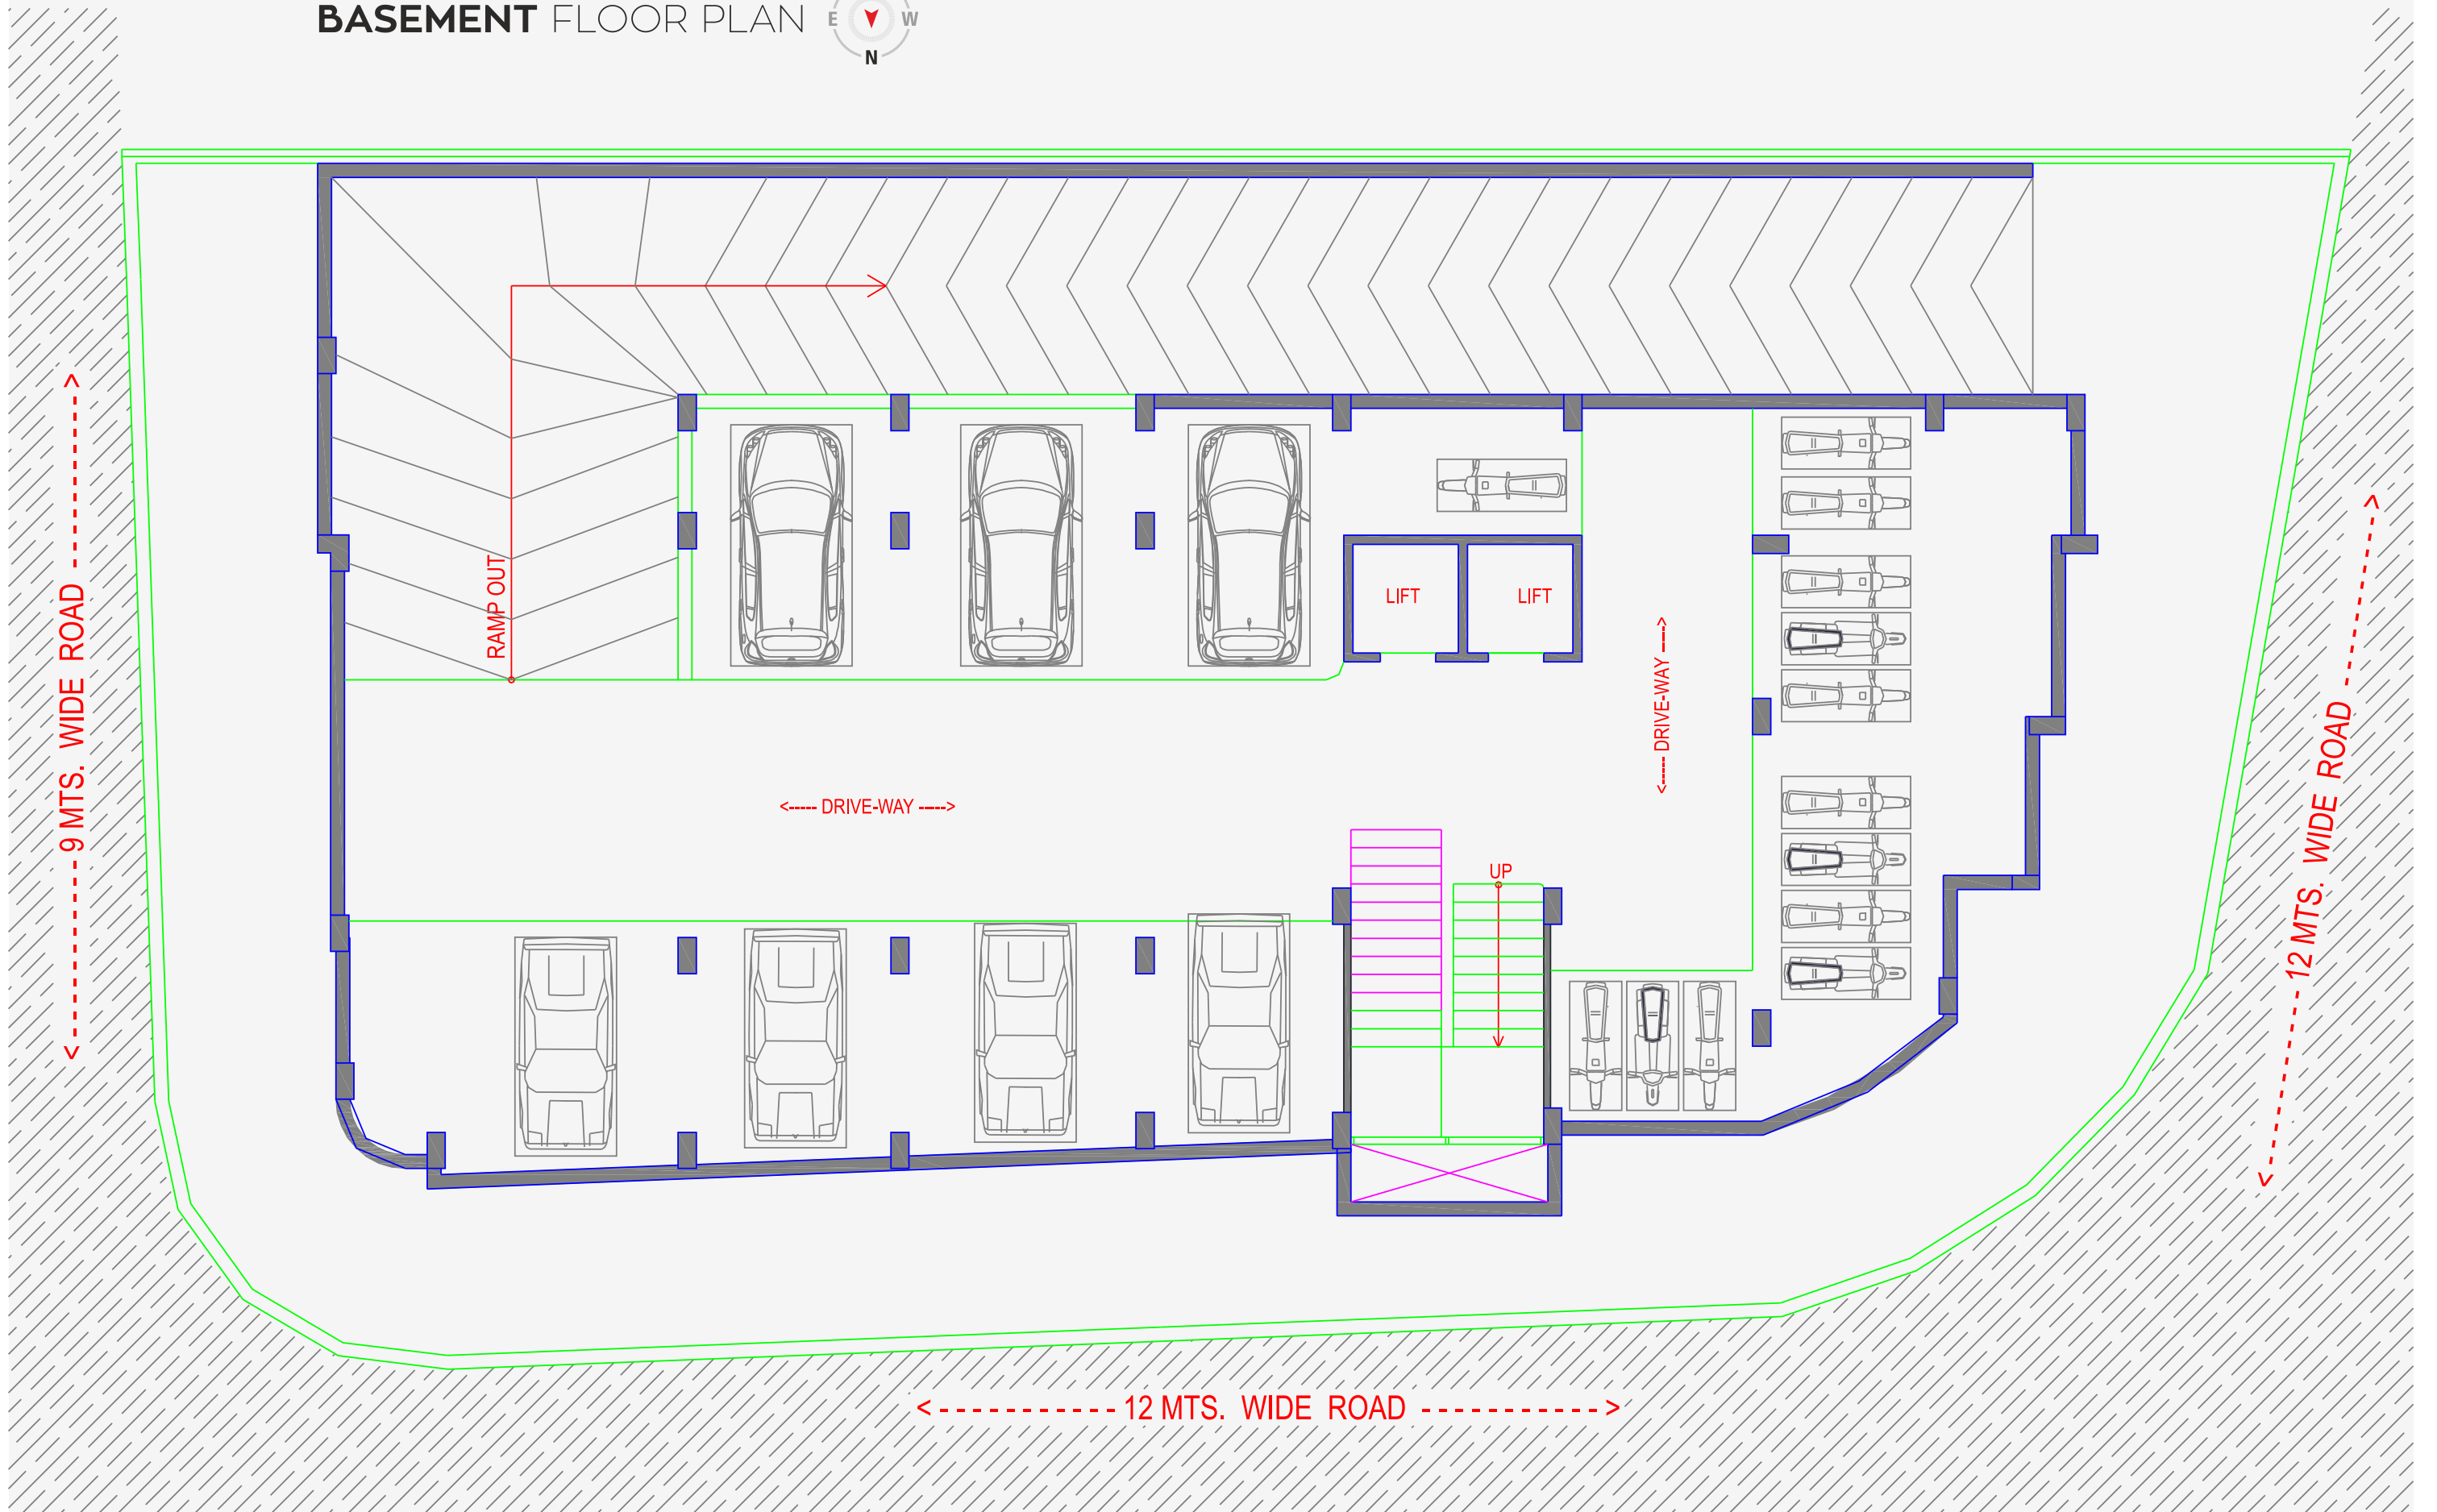 BASEMENT FLOOR PLAN
E W
N
RAMP OUT
LIFT LIFT
<----- DRIVE-WAY ----->
<----- DRIVE-WAY ----->
UP
9 MTS. WIDE ROAD
12 MTS. WIDE ROAD
12 MTS. WIDE ROAD